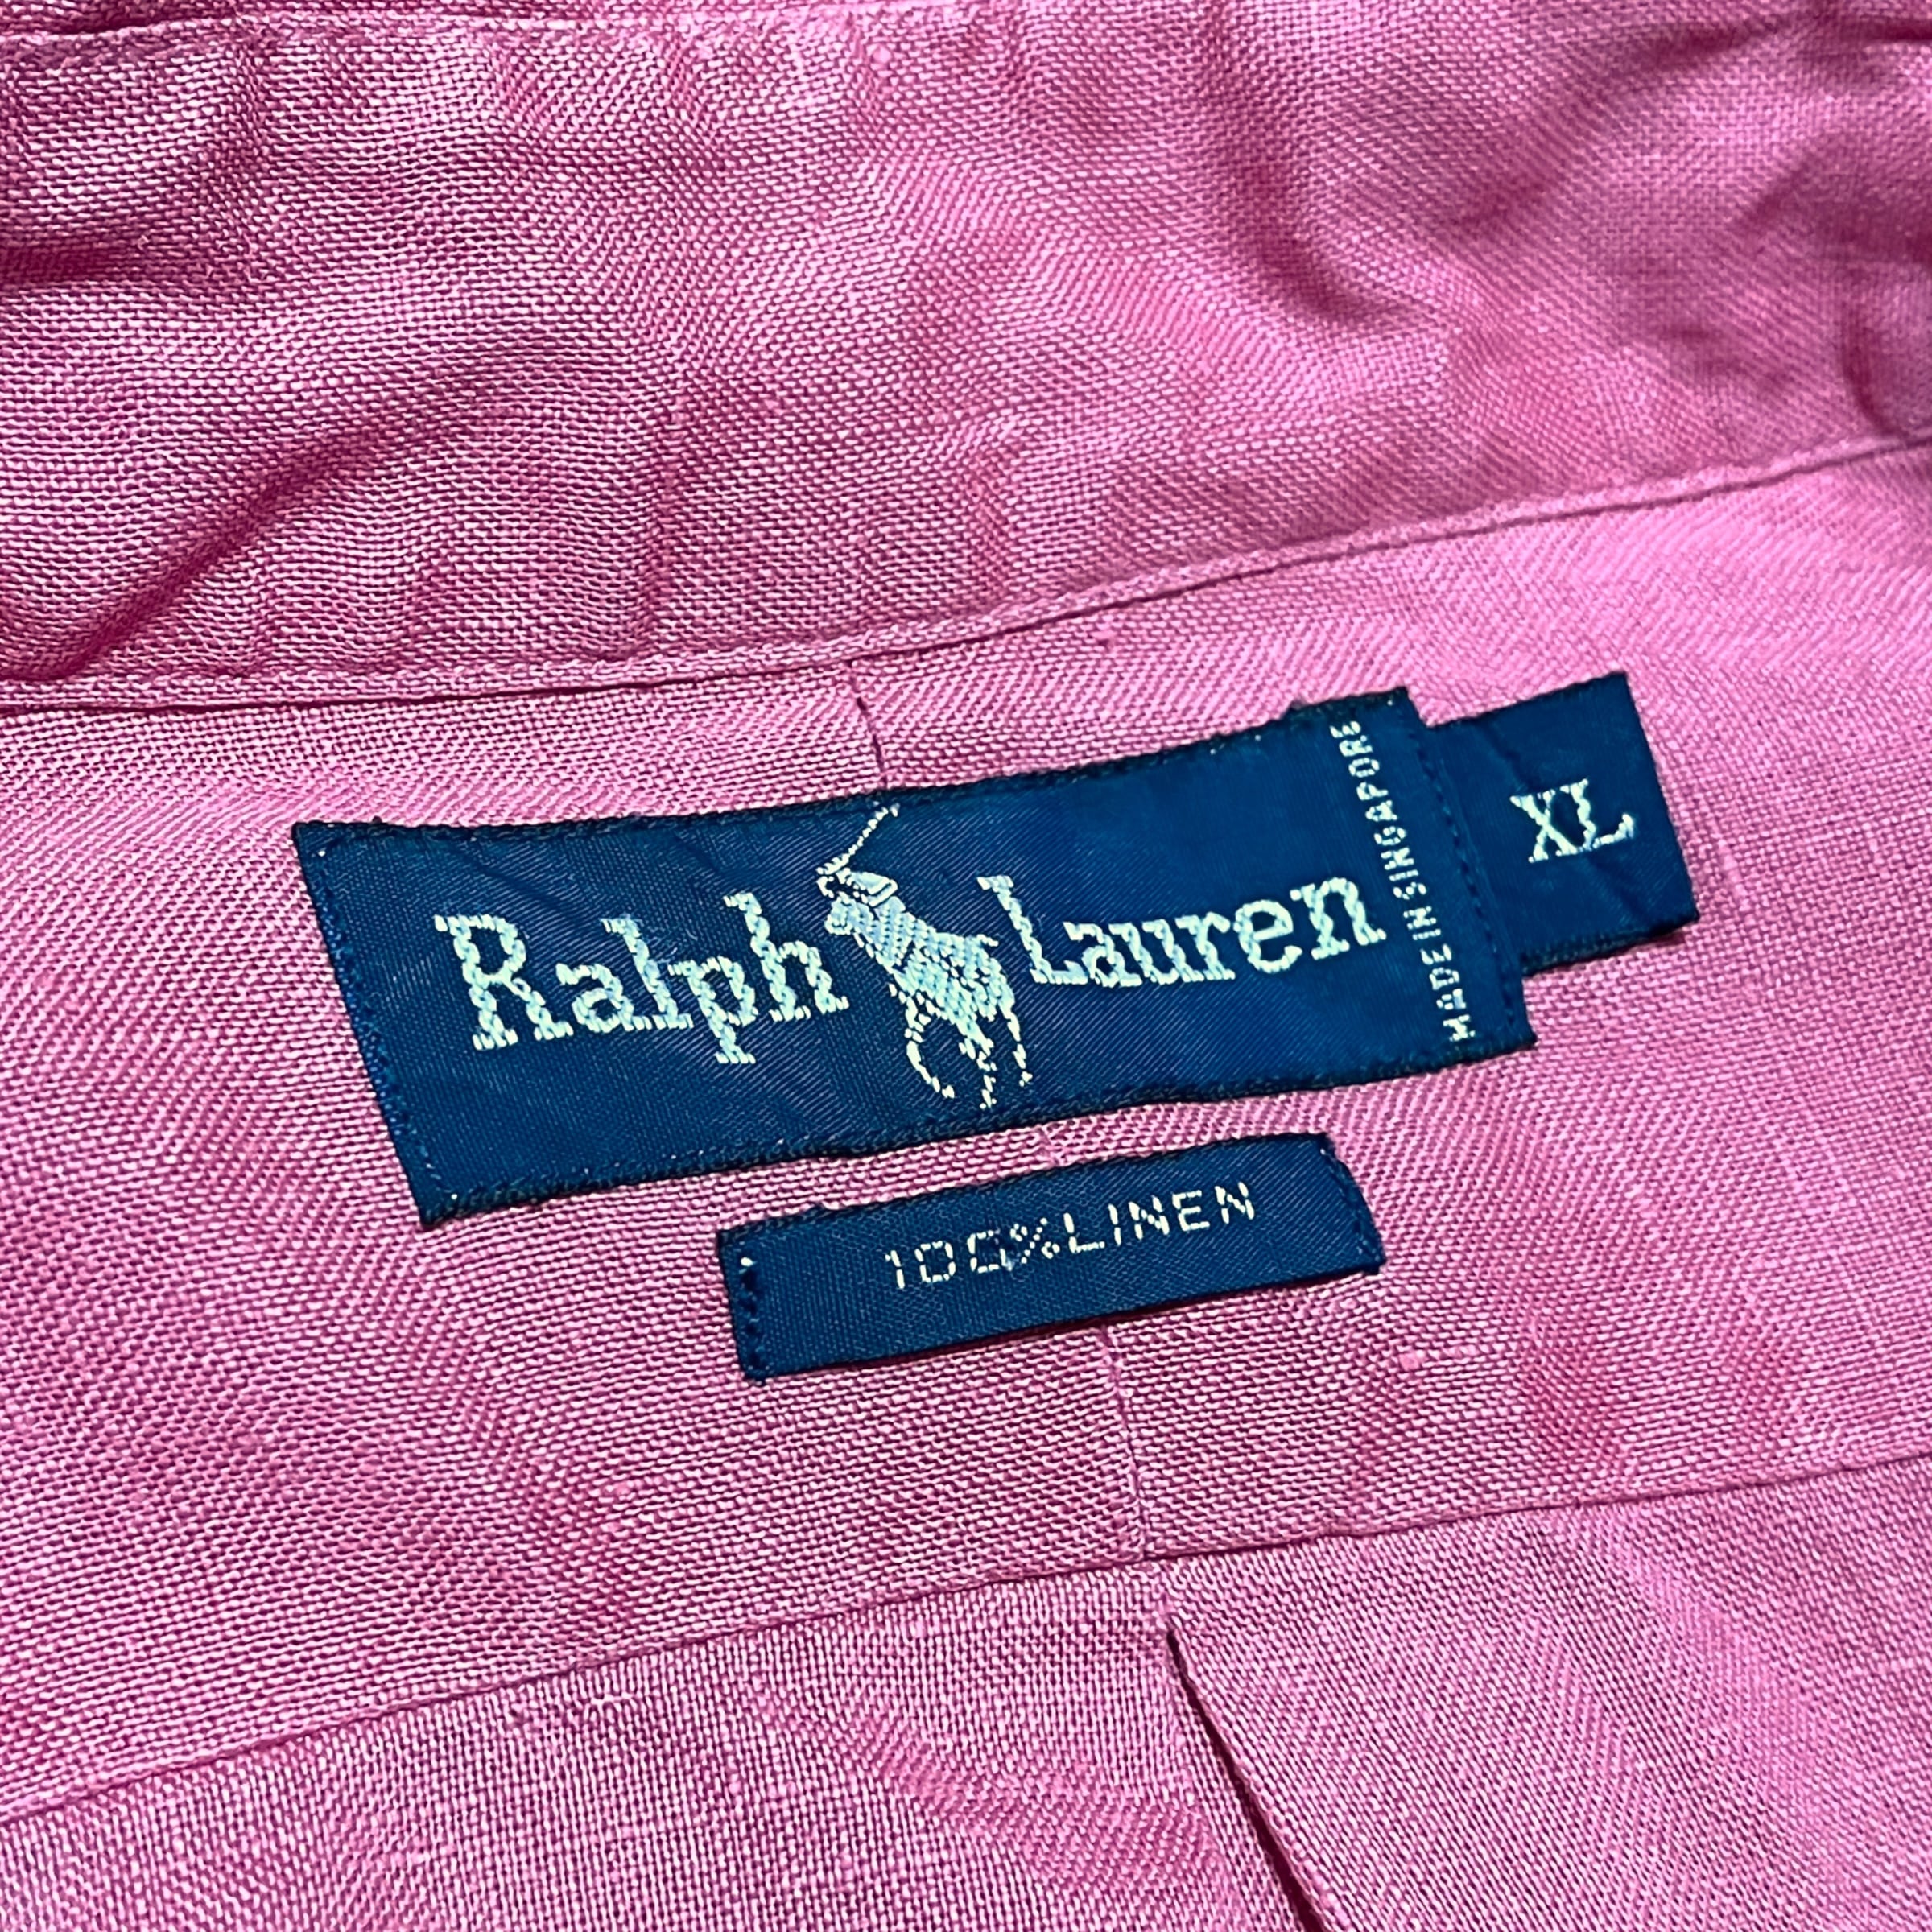 Ralph Lauren
MADE IN SINGAPORE
XL
100%LINEN